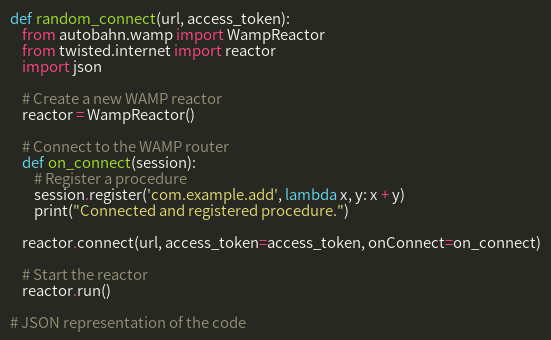 def random_connect(url, access_token):
from autobahn.wamp import WampReactor
from twisted.internet import reactor
import json
# Create a new WAMP reactor
reactor = WampReactor()
# Connect to the WAMP router
def on_connect(session):
# Register a procedure
session.register('com.example.add', lambda x, y: x + y)
print("Connected and registered procedure.")
reactor.connect(url, access_token=access_token, onConnect=on_connect)
# Start the reactor
reactor.run()
# JSON representation of the code